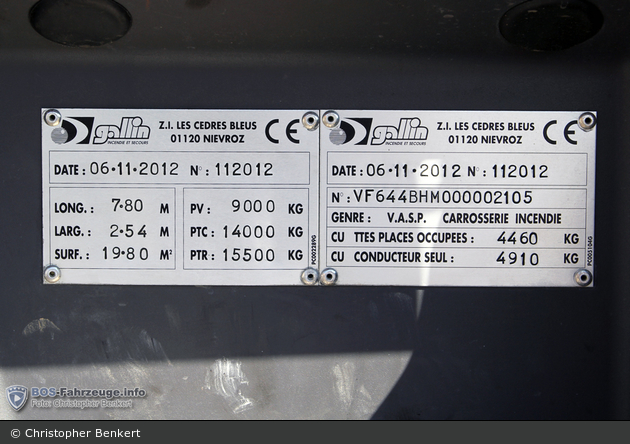 gallin
INCENDIE ET SECOURS
Z.I. LES CEDRES BLEUS
01120 NIEVROZ
CE
DATE : 06·11·2012 N° : 112012
LONG. : 7·80 M
LARG. : 2·54 M
SURF. : 19·80 M²
PV : 9000 KG
PTC : 14000 KG
PTR : 15500 KG
PC002289G
gallin
INCENDIE ET SECOURS
Z.I. LES CEDRES BLEUS
01120 NIEVROZ
CE
DATE : 06·11·2012 N° : 112012
N° : VF644BHM000002105
GENRE : V.A.S.P. CARROSSERIE INCENDIE
CU TTES PLACES OCCUPEES : 4460 KG
CU CONDUCTEUR SEUL : 4910 KG
PC005104G
BOS-Fahrzeuge.info
Foto: Christopher Benkert
© Christopher Benkert